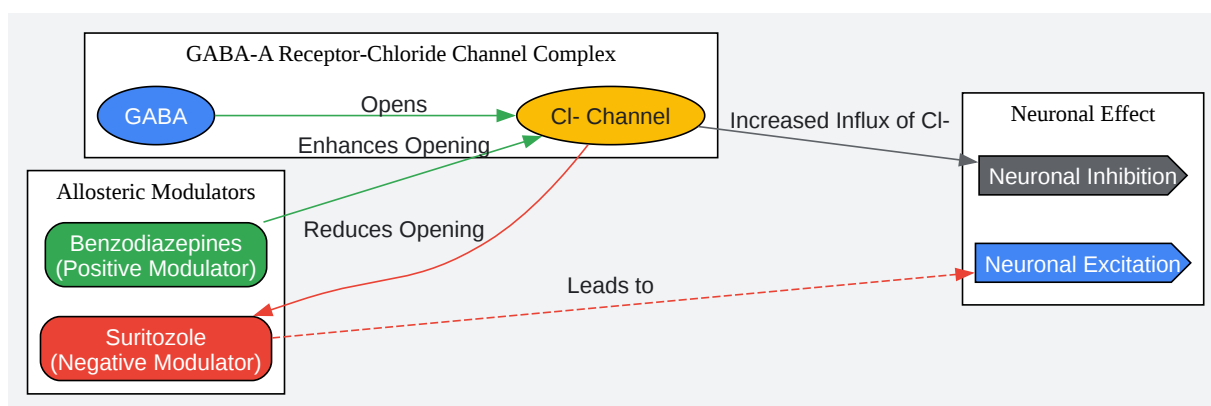 GABA-A Receptor-Chloride Channel Complex
GABA
Opens
Cl- Channel
Enhances Opening
Increased Influx of Cl-
Neuronal Effect
Neuronal Inhibition
Allosteric Modulators
Benzodiazepines
(Positive Modulator)
Reduces Opening
Neuronal Excitation
Leads to
Suritozole
(Negative Modulator)